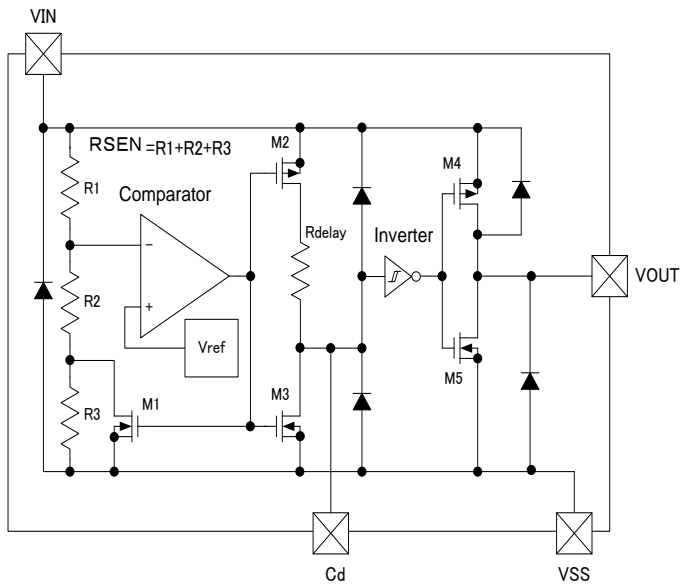 VIN
RSEN =R1+R2+R3
M2
M4
R1
Comparator
Rdelay
Inverter
−
VOUT
R2
+
Vref
M5
M1
M3
R3
Cd
VSS